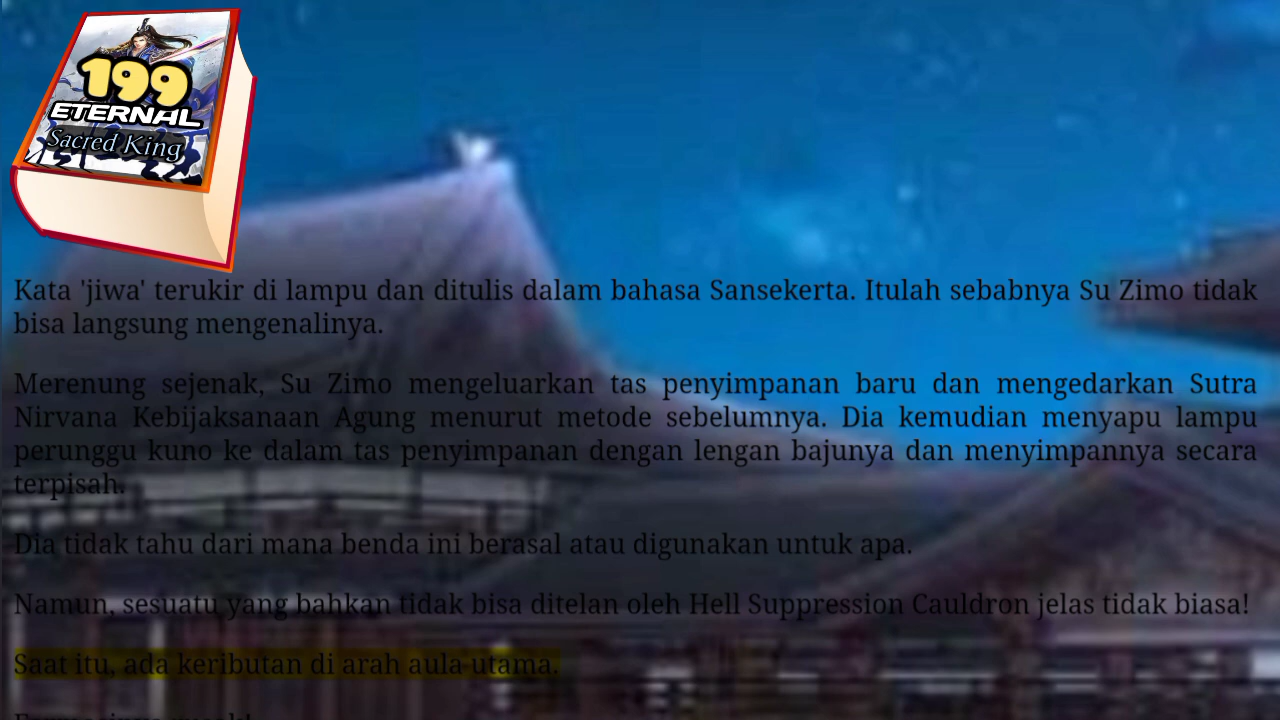 199
ETERNAL
Sacred King
Kata 'jiwa' terukir di lampu dan ditulis dalam bahasa Sansekerta. Itulah sebabnya Su Zimo tidak
bisa langsung mengenalinya.
Merenung sejenak, Su Zimo mengeluarkan tas penyimpanan baru dan mengedarkan Sutra
Nirvana Kebijaksanaan Agung menurut metode sebelumnya. Dia kemudian menyapu lampu
perunggu kuno ke dalam tas penyimpanan dengan lengan bajunya dan menyimpannya secara
terpisah.
Dia tidak tahu dari mana benda ini berasal atau digunakan untuk apa.
Namun, sesuatu yang bahkan tidak bisa ditelan oleh Hell Suppression Cauldron jelas tidak biasa!
Saat itu, ada keributan di arah aula utama.